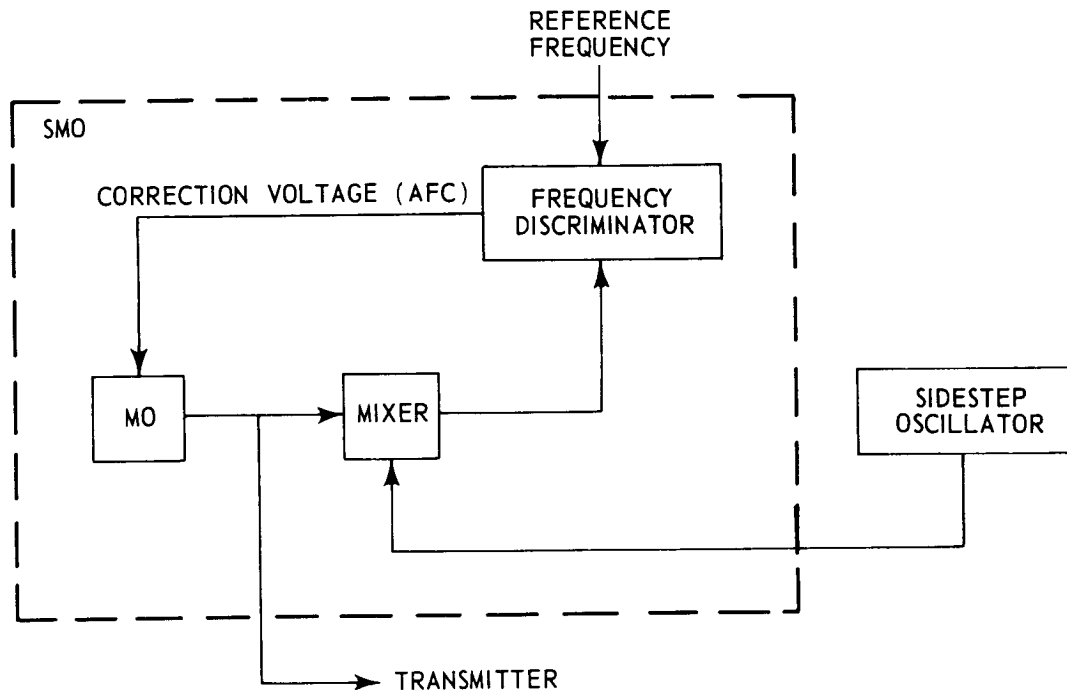 REFERENCE
FREQUENCY
SMO
CORRECTION VOLTAGE (AFC)
FREQUENCY
DISCRIMINATOR
MO
MIXER
SIDESTEP
OSCILLATOR
TRANSMITTER